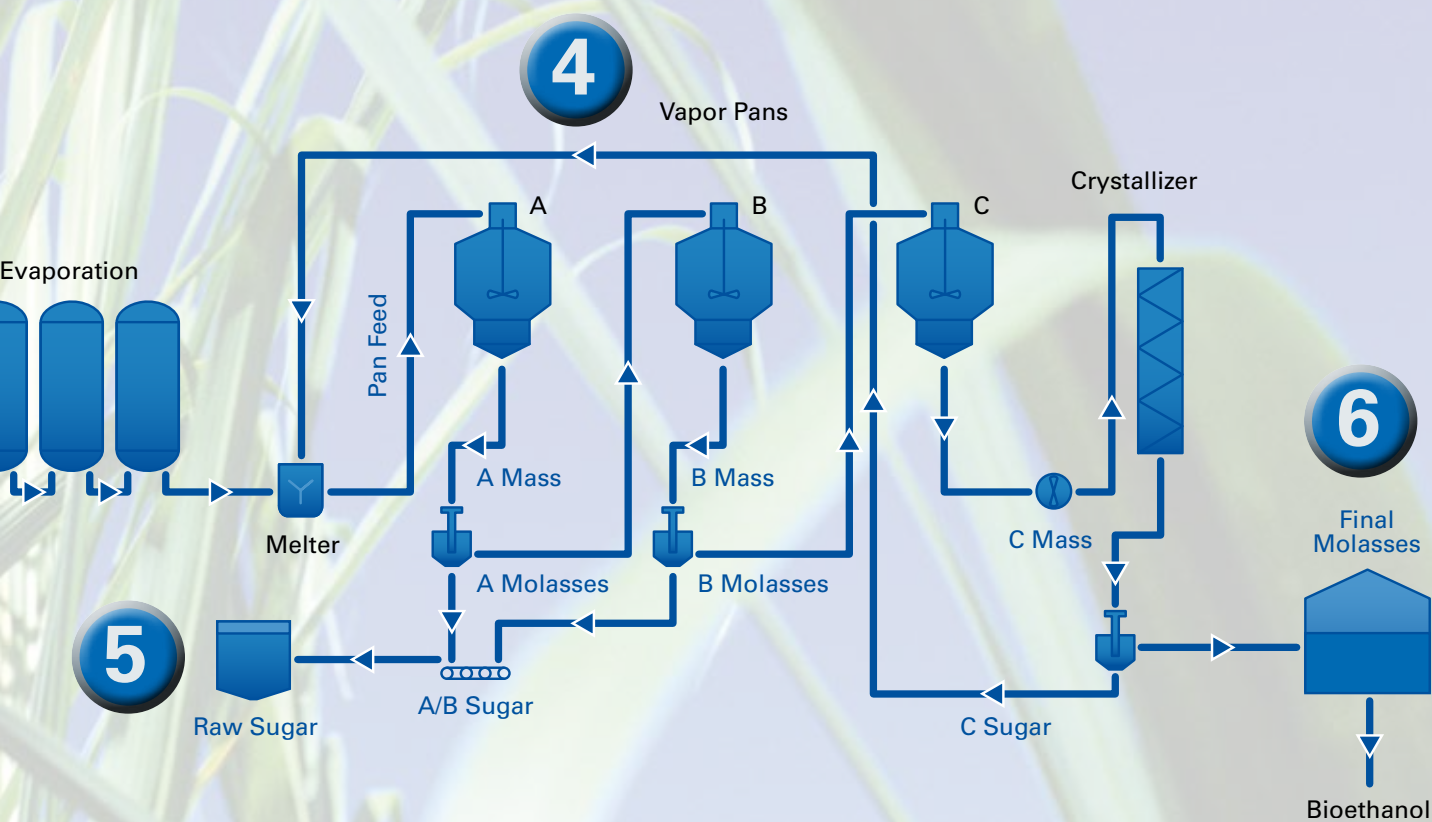 4
Vapor Pans
Crystallizer
A
B
C
Evaporation
Pan Feed
6
A Mass
B Mass
Final
Molasses
C Mass
Melter
A Molasses
B Molasses
5
A/B Sugar
Raw Sugar
C Sugar
Bioethanol